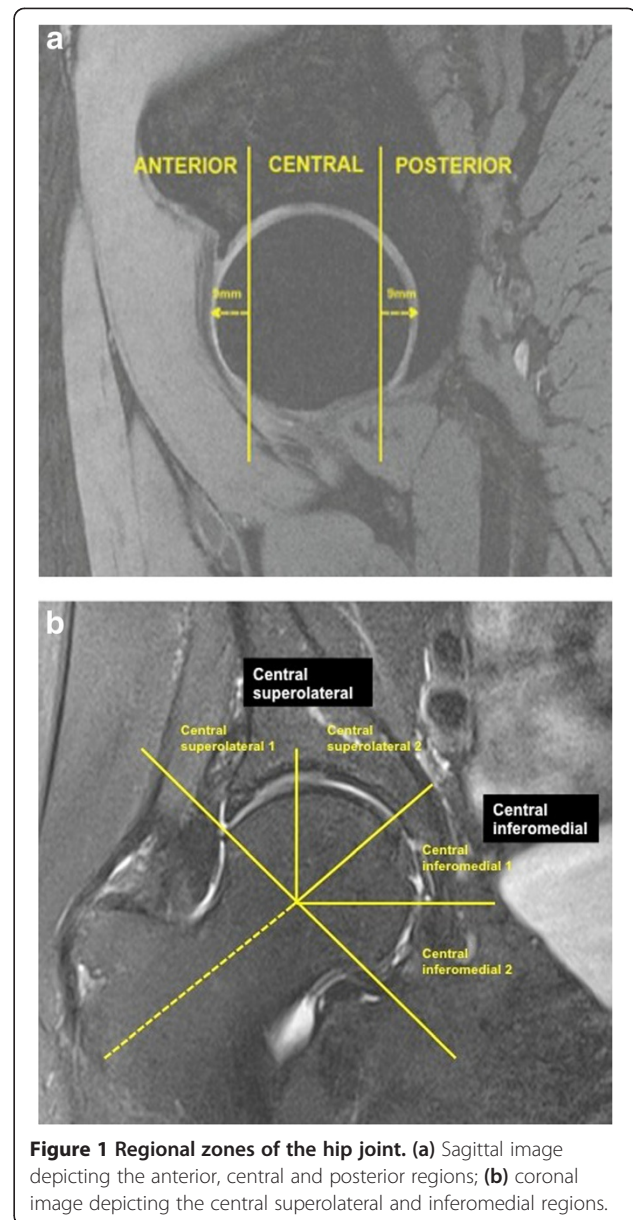 a
ANTERIOR CENTRAL POSTERIOR
9mm 9mm
b
Central
superolateral
Central
superolateral 1
Central
superolateral 2
Central
inferomedial
Central
inferomedial 1
Central
inferomedial 2
Figure 1 Regional zones of the hip joint. (a) Sagittal image
depicting the anterior, central and posterior regions; (b) coronal
image depicting the central superolateral and inferomedial regions.